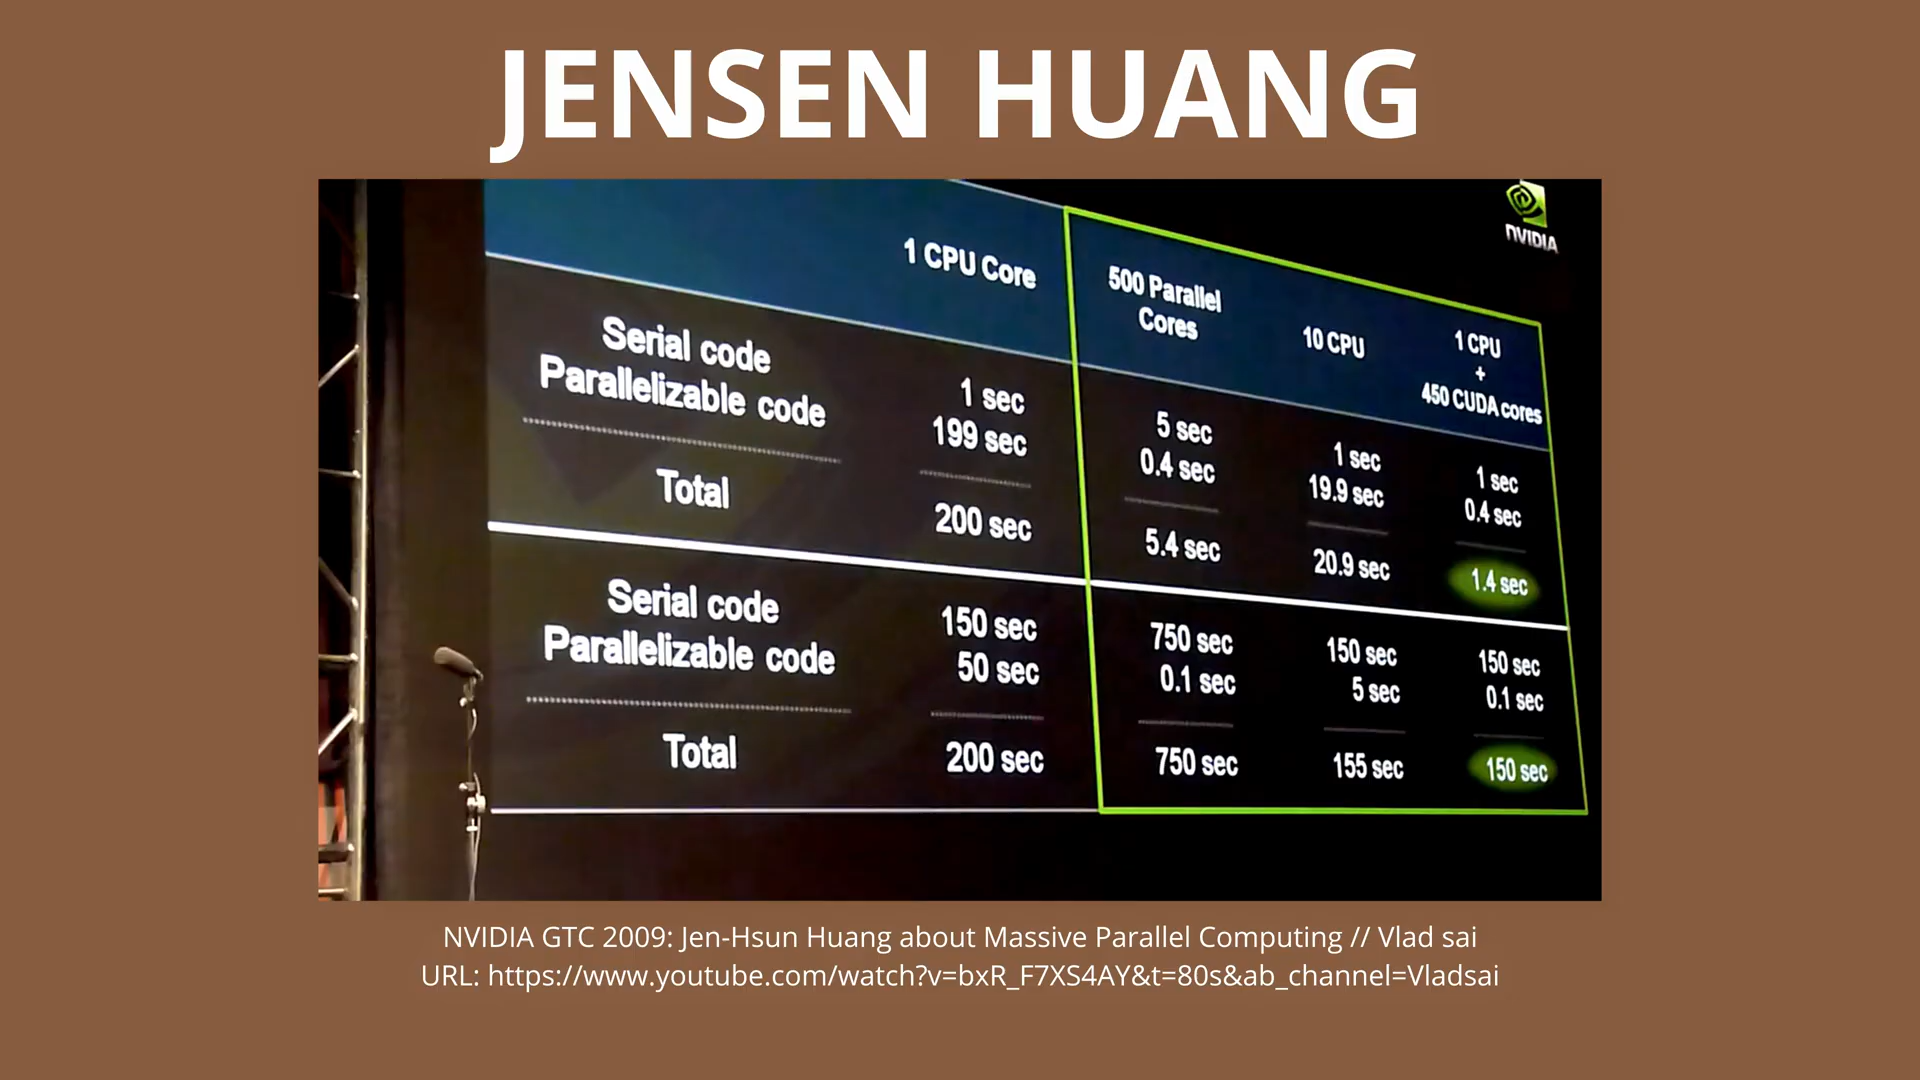 JENSEN HUANG
NVIDIA
1 CPU Core
500 Parallel
Cores
10 CPU
1 CPU
+
450 CUDA cores
Serial code
1 sec
5 sec
1 sec
1 sec
Parallelizable code
199 sec
0.4 sec
19.9 sec
0.4 sec
Total
200 sec
5.4 sec
20.9 sec
1.4 sec
Serial code
150 sec
750 sec
150 sec
150 sec
Parallelizable code
50 sec
0.1 sec
5 sec
0.1 sec
Total
200 sec
750 sec
155 sec
150 sec
NVIDIA GTC 2009: Jen-Hsun Huang about Massive Parallel Computing // Vlad sai
URL: https://www.youtube.com/watch?v=bxR_F7XS4AY&t=80s&ab_channel=Vladsai